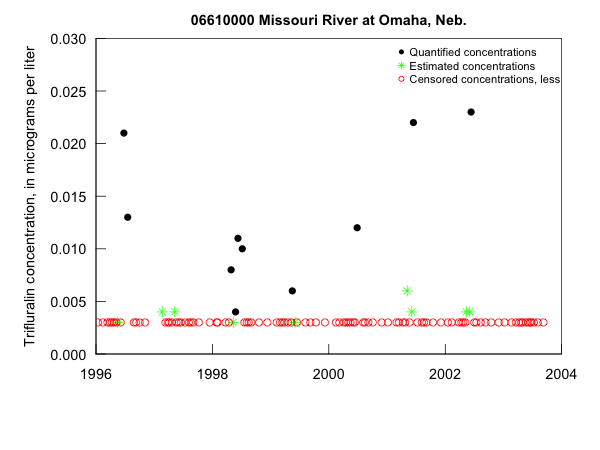 06610000 Missouri River at Omaha, Neb.
Trifluralin concentration, in micrograms per liter
0.030
0.025
0.020
0.015
0.010
0.005
0.000
Quantified concentrations
Estimated concentrations
Censored concentrations, less
1996 1998 2000 2002 2004